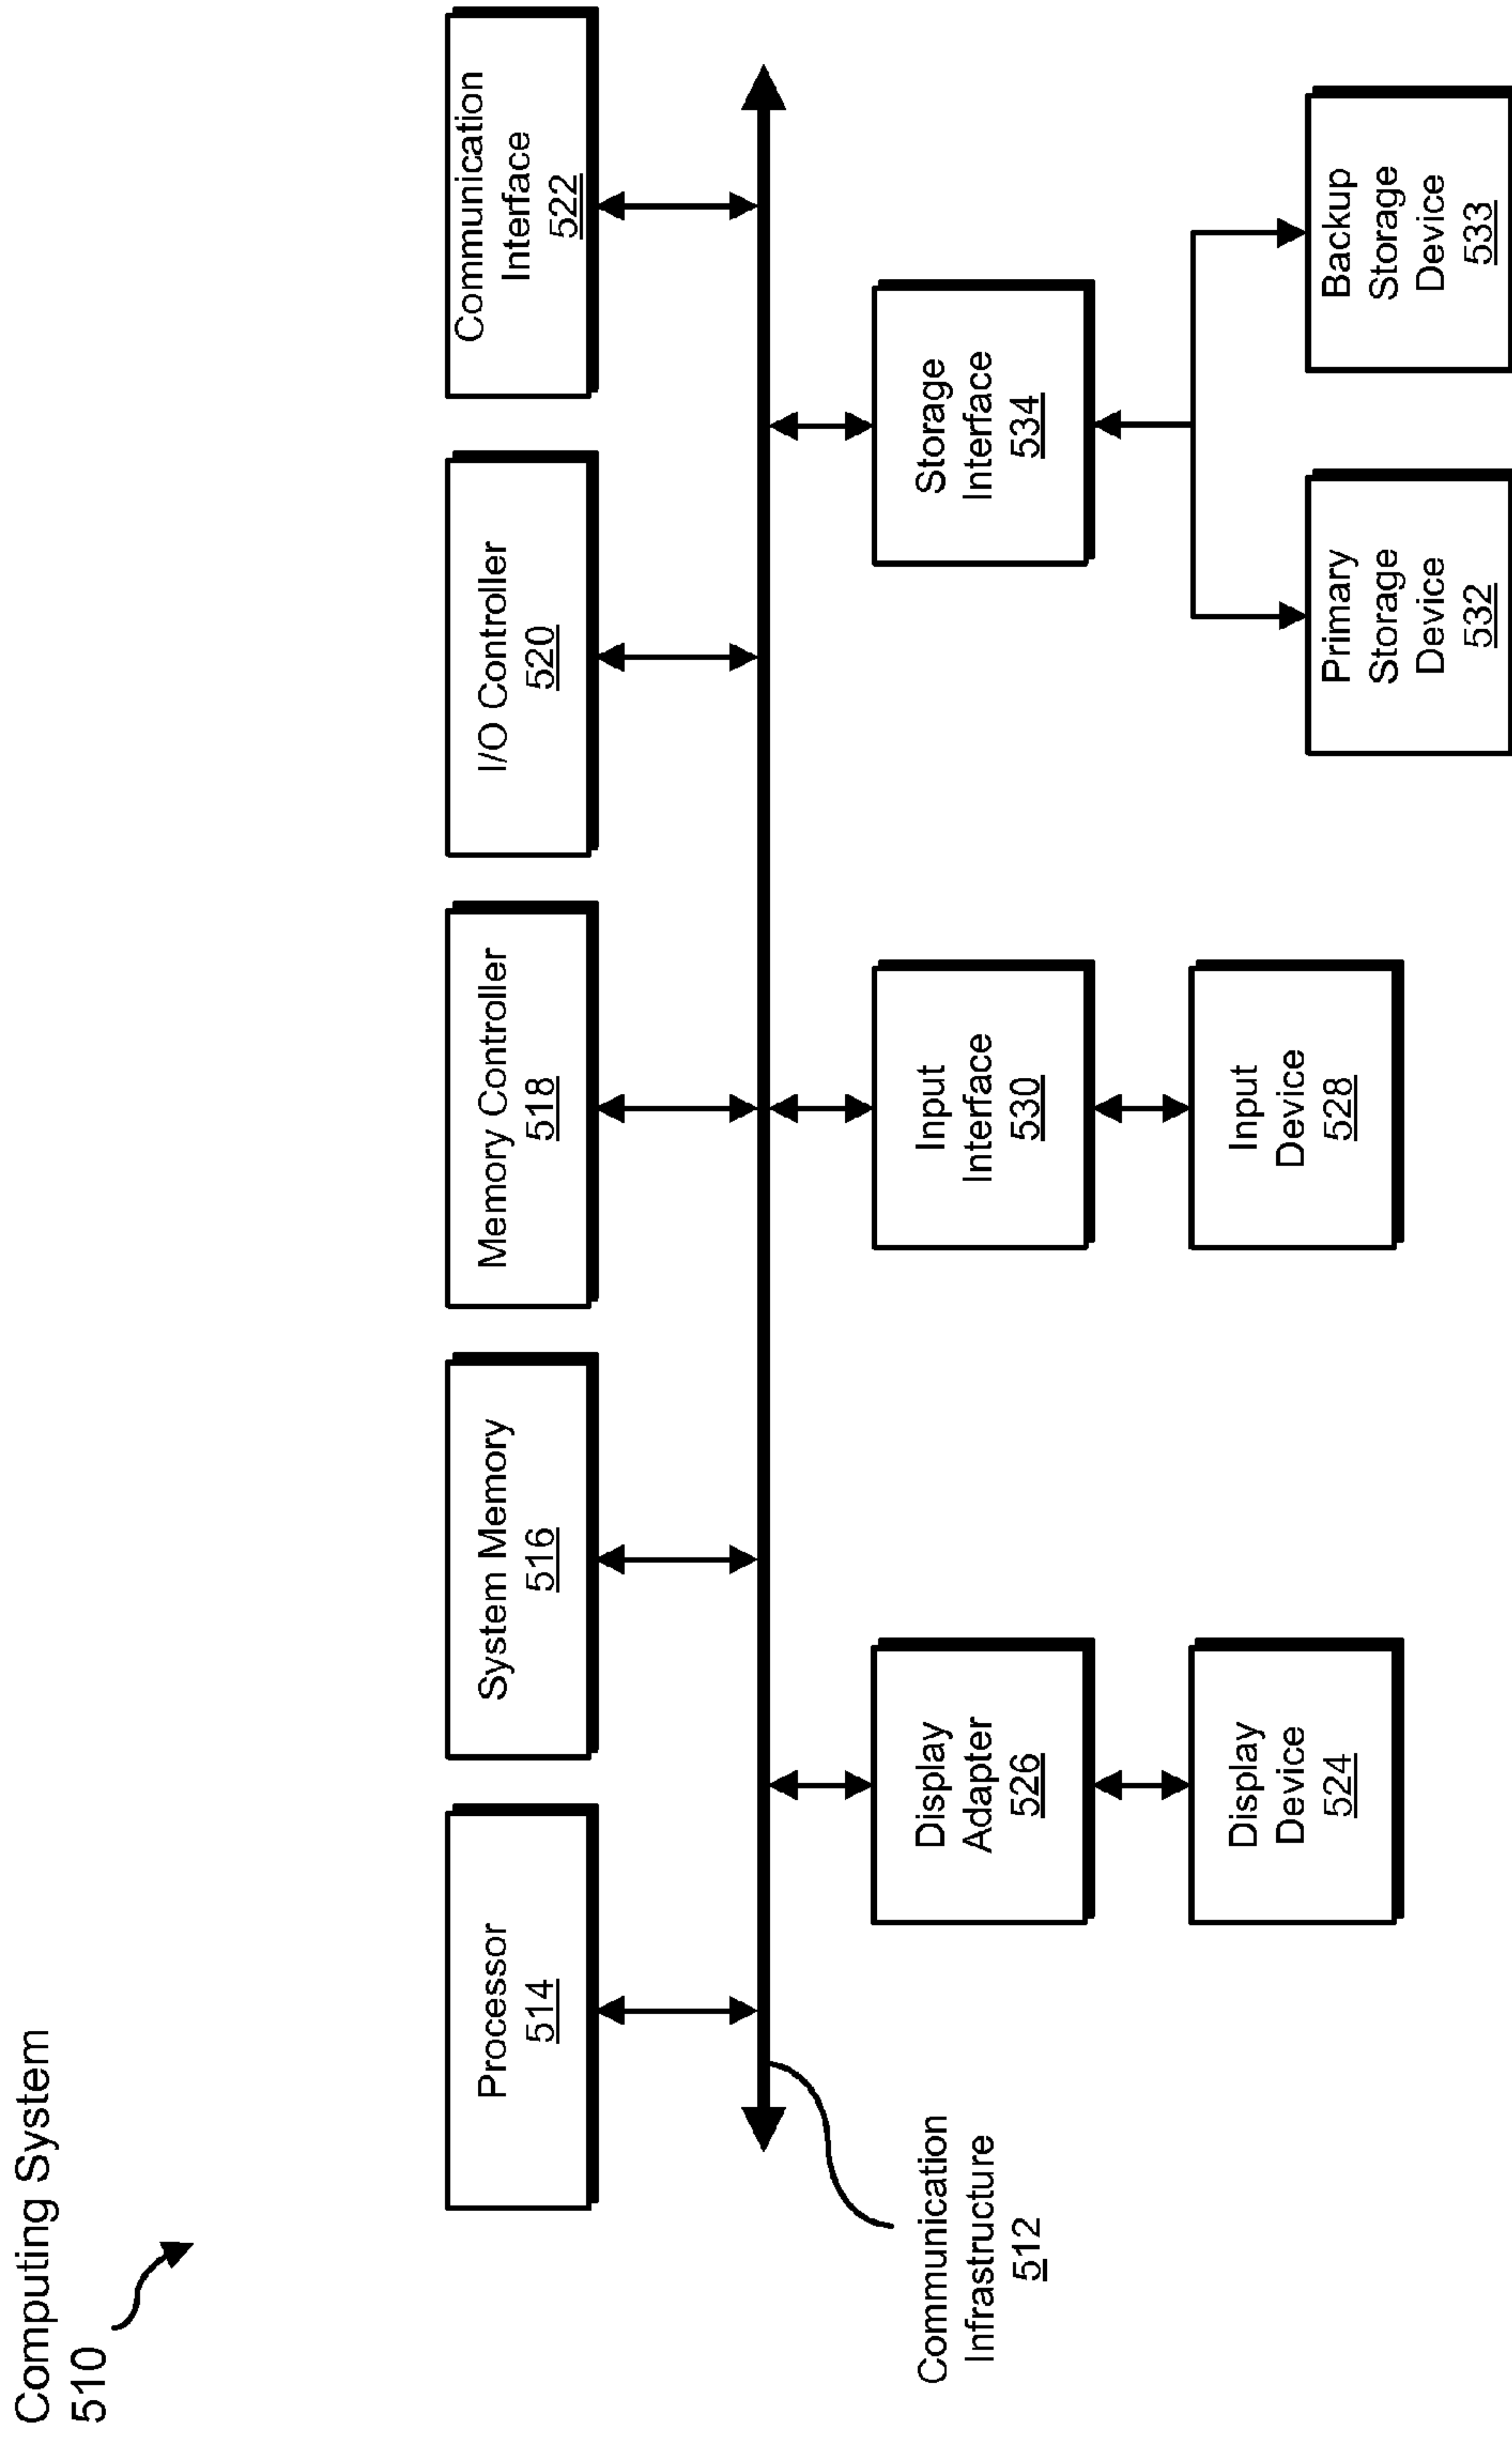 Computing System
510
Processor
514
System Memory
516
Memory Controller
518
I/O Controller
520
Communication
Interface
522
Communication
Infrastructure
512
Display
Adapter
526
Input
Interface
530
Storage
Interface
534
Display
Device
524
Input
Device
528
Primary
Storage
Device
532
Backup
Storage
Device
533